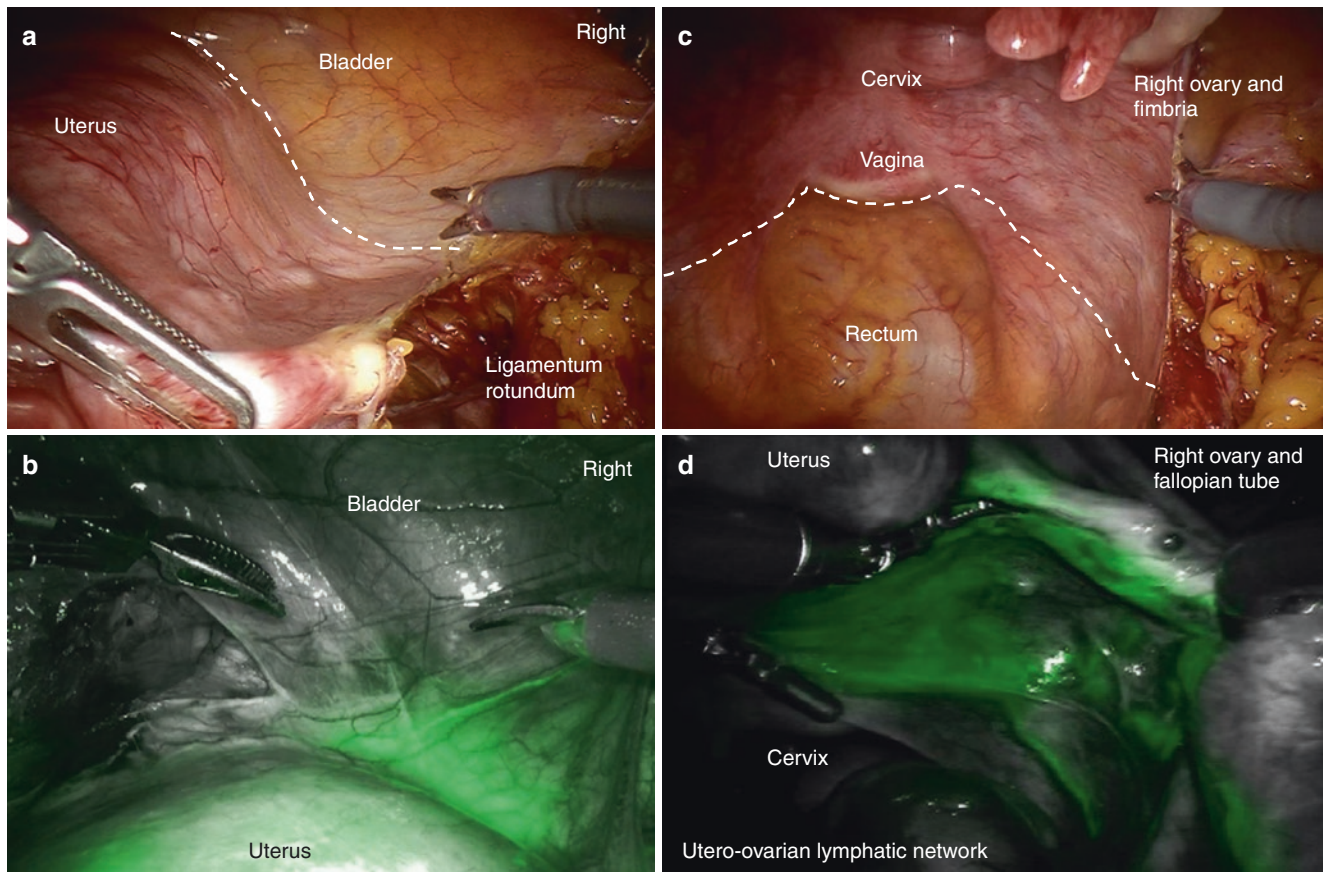 a
Right
Bladder
Uterus
Ligamentum
rotundum
c
Cervix
Right ovary and
fimbria
Vagina
Rectum
b
Right
Bladder
Uterus
d
Uterus
Right ovary and
fallopian tube
Cervix
Utero-ovarian lymphatic network